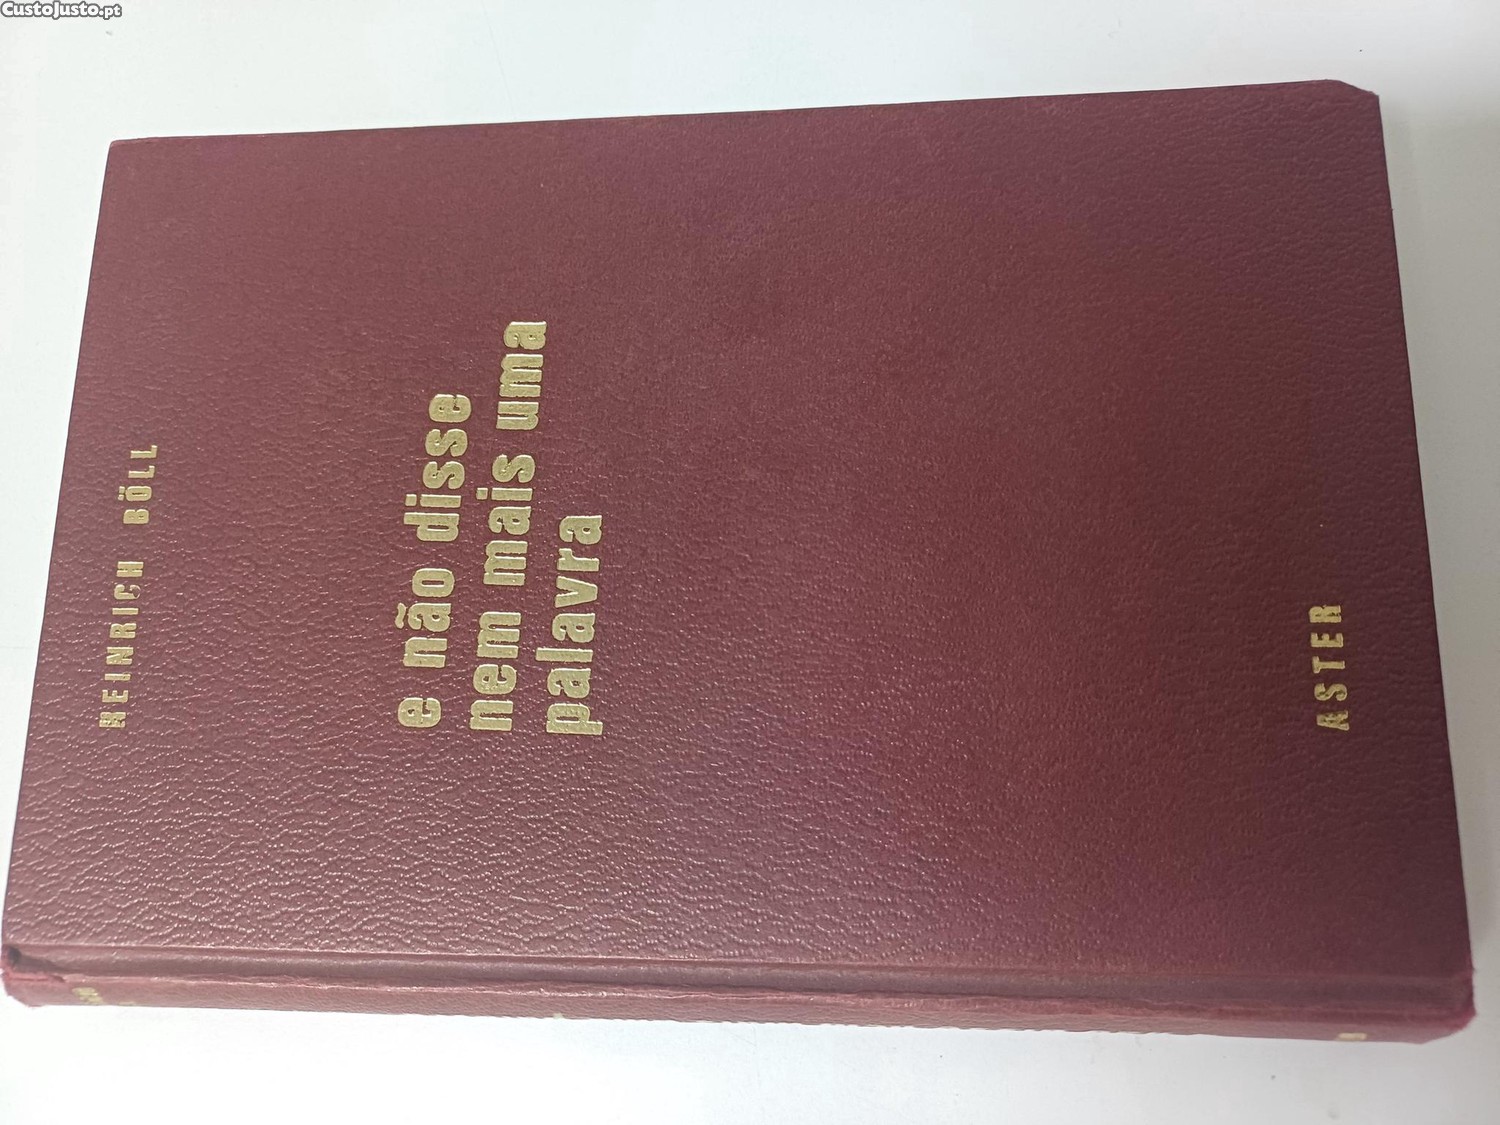 CustoJusto.pt
HEINRICH BÖLL
e não disse
nem mais uma
palavra
ASTER